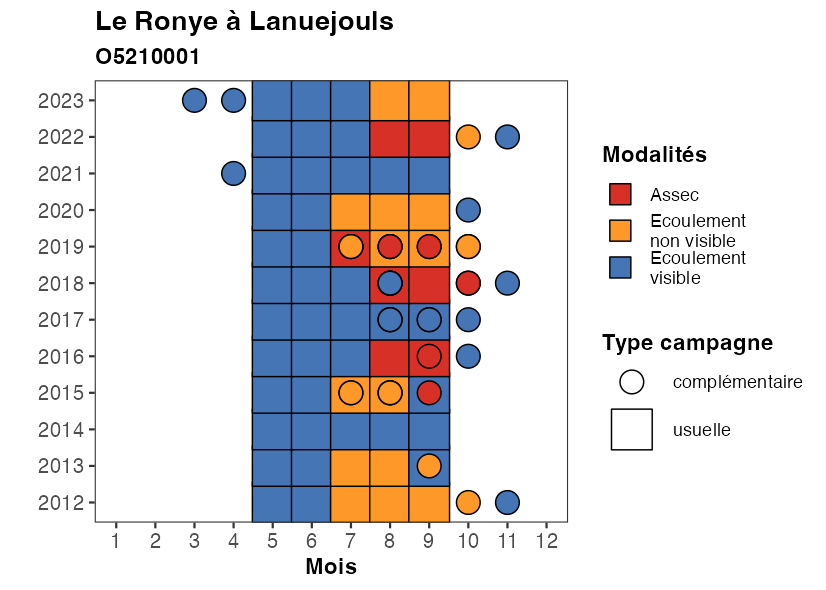 Le Ronye à Lanuejouls
O5210001
2023
2022
2021
2020
2019
2018
2017
2016
2015
2014
2013
2012
1 2 3 4 5 6 7 8 9 10 11 12
Mois
Modalités
Assec
Ecoulement
non visible
Ecoulement
visible
Type campagne
complémentaire
usuelle